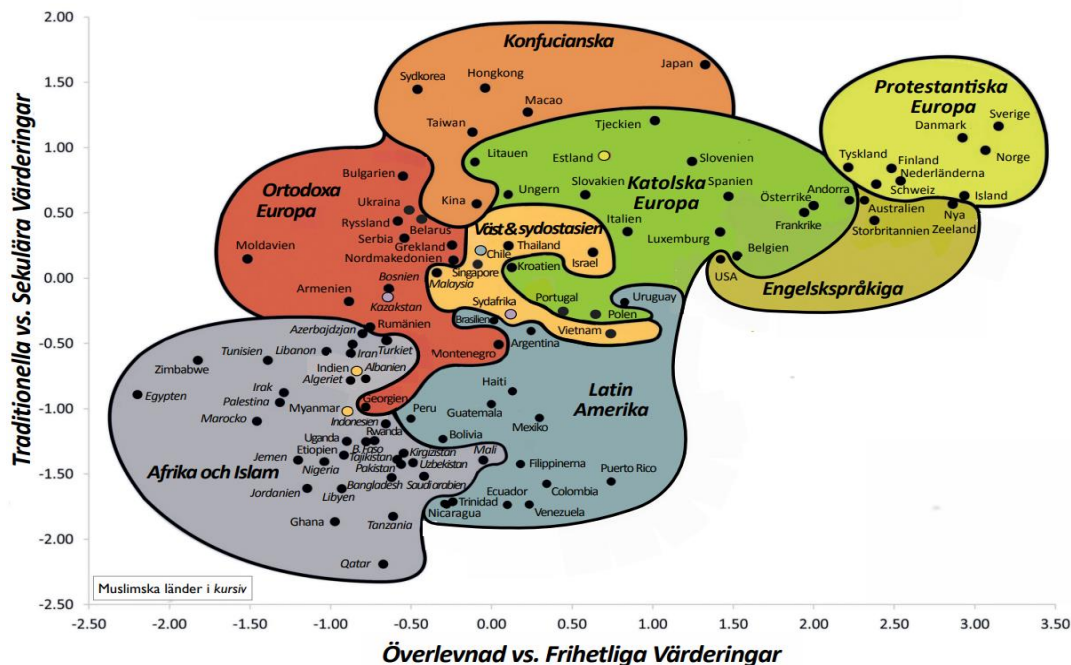 2.00
Konfucianska
Japan
Hongkong
Sydkorea
1.50
Protestantiska
Europa
Macao
Sverige
Tjeckien
Danmark
Taiwan
1.00
Litauen
Estland
Slovenien
Norge
Tyskland
Finland
Nederländerna
Bulgarien
Ortodoxa
Europa
Ungern
Slovakien
Katolska
Europa
Spanien
Österrike
Andorra
Schweiz
Island
Ukraina
Kina
Australien
Nya
Zeeland
0.50
Ryssland
Belarus
Väst & sydostasien
Italien
Frankrike
Storbritannien
Serbia
Grekland
Chile
Thailand
Luxemburg
Moldavien
Nordmakedonien
Singapore
Kroatien
Israel
Belgien
USA
Engelskspråkiga
0.00
Bosnien
Malaysia
Armenien
Kazakstan
Sydafrika
Portugal
Uruguay
Brasilien
Polen
Azerbajdzjan
Rumänien
Argentina
Vietnam
-0.50
Tunisien
Libanon
Iran
Turkiet
Montenegro
Zimbabwe
Indien
Albanien
Algeriet
Latin
Amerika
Egypten
Irak
Haiti
Palestina
Georgien
-1.00
Myanmar
Guatemala
Marocko
Indonesien
Peru
Mexiko
Uganda
Rwanda
Bolivia
Etiopien
B. Faso
Kirgizistan
Mali
Jemen
Tajikistan
Filippinerna
-1.50
Afrika och Islam
Nigeria
Pakistan
Uzbekistan
Puerto Rico
Bangladesh
Saudiarabien
Jordanien
Libyen
Ecuador
Colombia
Trinidad
Nicaragua
Venezuela
Ghana
Tanzania
-2.00
Qatar
Muslimska länder i kursiv
-2.50
-2.50 -2.00 -1.50 -1.00 -0.50 0.00 0.50 1.00 1.50 2.00 2.50 3.00 3.50
Traditionella vs. Sekulära Värderingar
Överlevnad vs. Frihetliga Värderingar